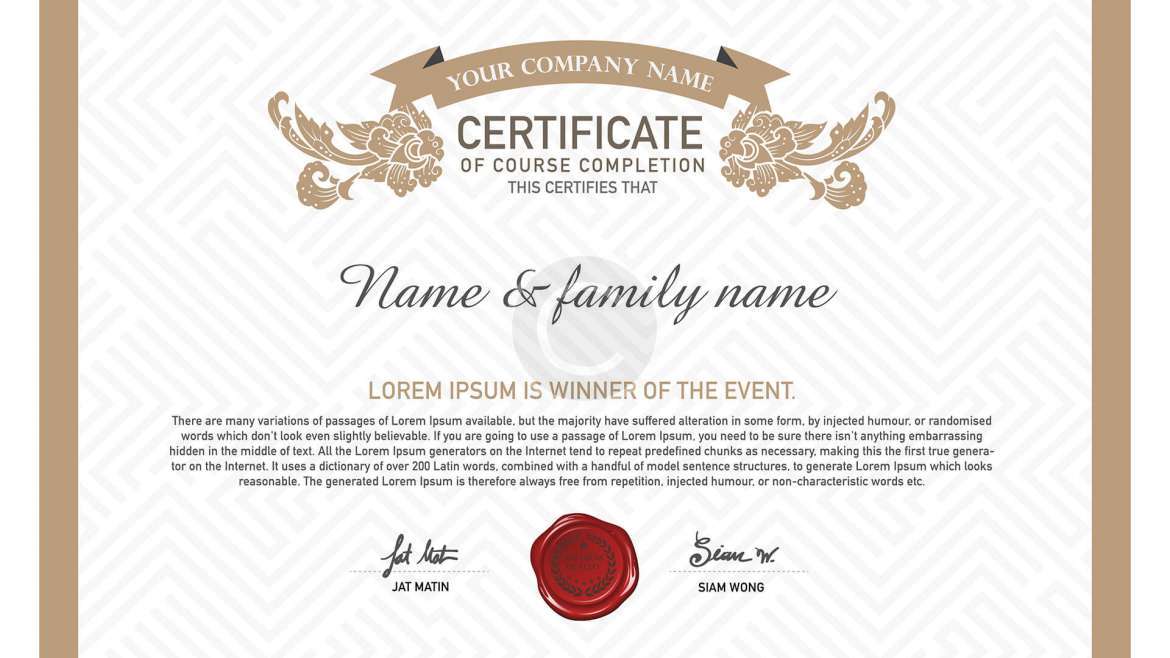 YOUR COMPANY NAME
CERTIFICATE
OF COURSE COMPLETION
THIS CERTIFIES THAT
Name & family name
LOREM IPSUM IS WINNER OF THE EVENT.
There are many variations of passages of Lorem Ipsum available, but the majority have suffered alteration in some form, by injected humour, or randomised
words which don't look even slightly believable. If you are going to use a passage of Lorem Ipsum, you need to be sure there isn't anything embarrassing
hidden in the middle of text. All the Lorem Ipsum generators on the Internet tend to repeat predefined chunks as necessary, making this the first true genera-
tor on the Internet. It uses a dictionary of over 200 Latin words, combined with a handful of model sentence structures, to generate Lorem Ipsum which looks
reasonable. The generated Lorem Ipsum is therefore always free from repetition, injected humour, or non-characteristic words etc.
Jat Mat
Siam W.
JAT MATIN
SIAM WONG